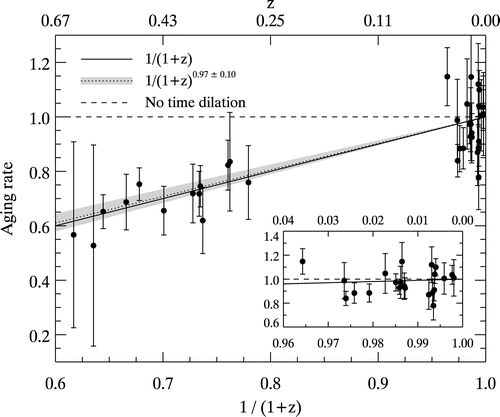 z
0.67 0.43 0.25 0.11 0.00
1/(1+z)
1/(1+z)^0.97 ± 0.10
No time dilation
1.2
1.0
0.8
0.6
0.4
0.2
Aging rate
0.04 0.03 0.02 0.01 0.00
1.4
1.2
1.0
0.8
0.6
0.96 0.97 0.98 0.99 1.00
0.6 0.7 0.8 0.9 1.0
1 / (1+z)